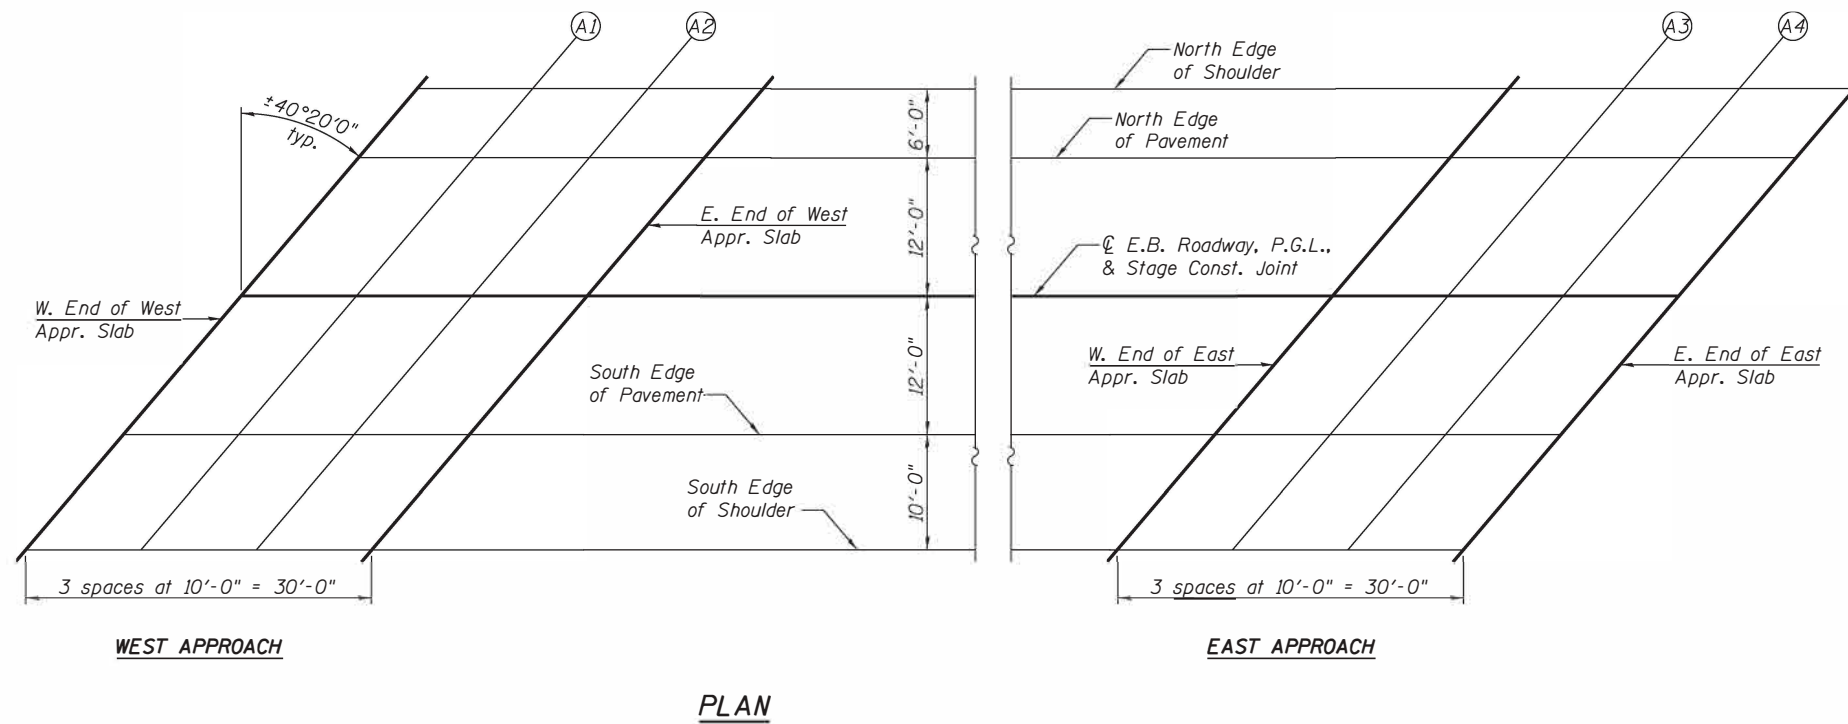 A1
A2
A3
A4
North Edge
of Shoulder
±40°20'0"
typ.
6'-0"
North Edge
of Pavement
12'-0"
E. End of West
Appr. Slab
℄ E.B. Roadway, P.G.L.,
& Stage Const. Joint
W. End of West
Appr. Slab
12'-0"
W. End of East
Appr. Slab
E. End of East
Appr. Slab
South Edge
of Pavement
10'-0"
South Edge
of Shoulder
3 spaces at 10'-0" = 30'-0"
3 spaces at 10'-0" = 30'-0"
WEST APPROACH
EAST APPROACH
PLAN